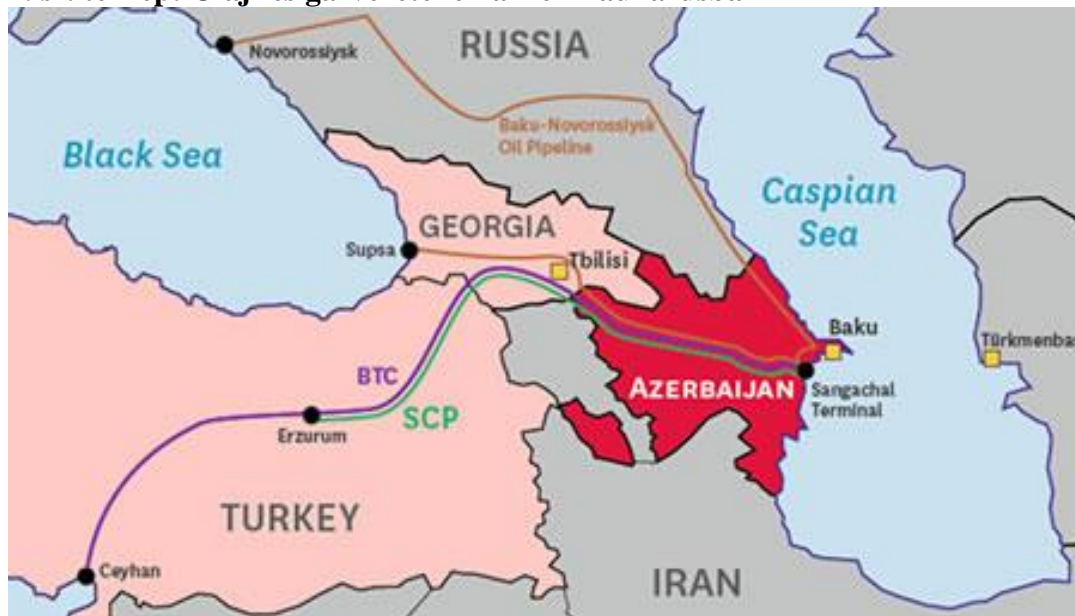 RUSSIA
Novorossiysk
Baku-Novorossiysk
Oil Pipeline
Black Sea
Caspian
Sea
GEORGIA
Supsa
Tbilisi
Baku
Türkmenbas
BTC
AZERBAIJAN
Sangachal
Terminal
SCP
Erzurum
TURKEY
Ceyhan
IRAN